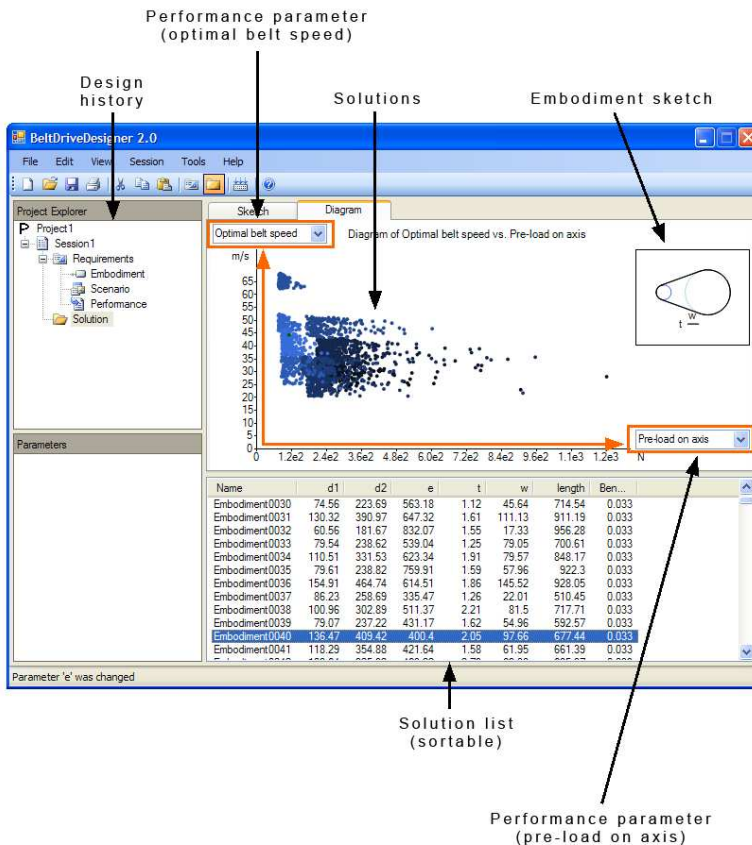 Performance parameter
(optimal belt speed)
Design
history
Solutions
Embodiment sketch
BeltDriveDesigner 2.0
File Edit View Session Tools Help
Project Explorer
Project1
Session1
Requirements
Embodiment
Scenario
Performance
Solution
Parameters
Sketch Diagram
Optimal belt speed
Diagram of Optimal belt speed vs. Pre-load on axis
m/s
65
60
55
50
45
40
35
30
25
20
15
10
5
0
0 1.2e2 2.4e2 3.6e2 4.8e2 6.0e2 7.2e2 8.4e2 9.6e2 1.1e3 1.2e3 N
w
t
Pre-load on axis
Name d1 d2 e t w length Ben...
Embodiment0030 74.56 223.69 563.18 1.12 45.64 714.54 0.033
Embodiment0031 130.32 390.97 647.32 1.61 111.13 911.19 0.033
Embodiment0032 60.56 181.67 832.07 1.55 17.33 956.28 0.033
Embodiment0033 79.54 238.62 539.04 1.25 79.05 700.61 0.033
Embodiment0034 110.51 331.53 623.34 1.91 79.57 848.17 0.033
Embodiment0035 79.61 238.82 759.91 1.59 57.96 922.3 0.033
Embodiment0036 154.91 464.74 614.51 1.86 145.52 928.05 0.033
Embodiment0037 86.23 258.69 335.47 1.26 22.01 510.45 0.033
Embodiment0038 100.96 302.89 511.37 2.21 81.5 717.71 0.033
Embodiment0039 79.07 237.22 431.17 1.62 54.96 592.57 0.033
Embodiment0040 136.47 409.42 400.4 2.05 97.66 677.44 0.033
Embodiment0041 118.29 354.88 421.64 1.58 61.95 661.39 0.033
Parameter 'e' was changed
Solution list
(sortable)
Performance parameter
(pre-load on axis)